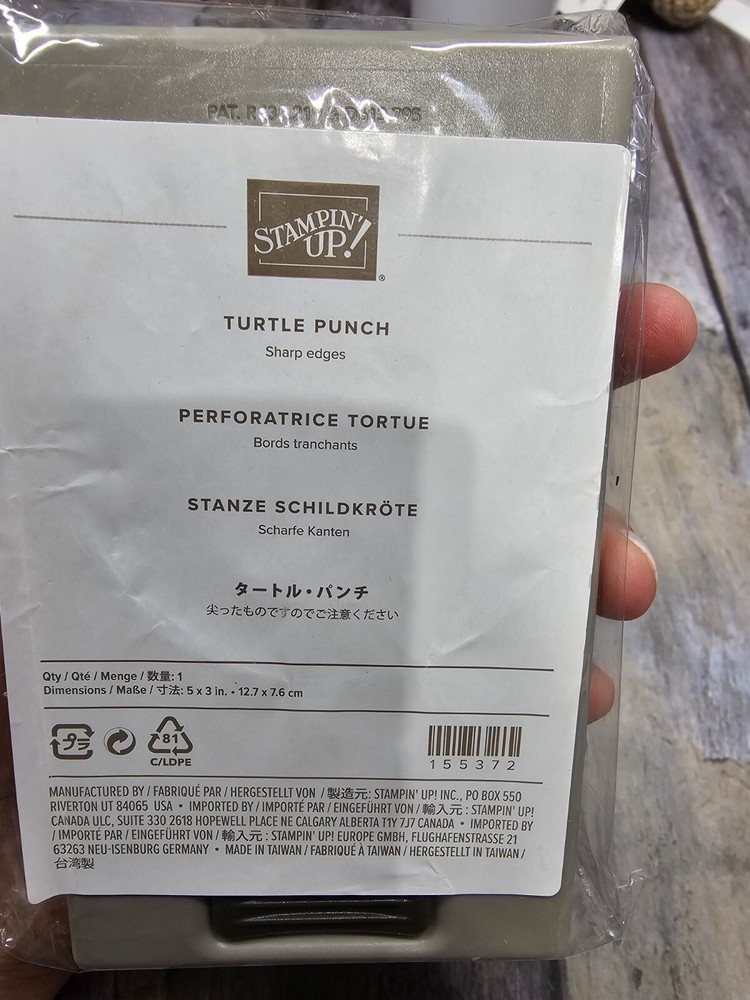 PAT.
STAMPIN'
UP!
®
TURTLE PUNCH
Sharp edges
PERFORATRICE TORTUE
Bords tranchants
STANZE SCHILDKRÖTE
Scharfe Kanten
タートル・パンチ
尖ったものですのでご注意ください
Qty / Qté / Menge / 数量: 1
Dimensions / Maße / 寸法: 5 x 3 in. • 12.7 x 7.6 cm
プラ
81
C/LDPE
155372
MANUFACTURED BY / FABRIQUÉ PAR / HERGESTELLT VON / 製造元: STAMPIN' UP! INC., PO BOX 550
RIVERTON UT 84065 USA • IMPORTED BY / IMPORTÉ PAR / EINGEFÜHRT VON / 輸入元 : STAMPIN' UP!
CANADA ULC, SUITE 330 2618 HOPEWELL PLACE NE CALGARY ALBERTA T1Y 7J7 CANADA • IMPORTED BY
/ IMPORTÉ PAR / EINGEFÜHRT VON / 輸入元 : STAMPIN' UP! EUROPE GMBH, FLUGHAFENSTRASSE 21
63263 NEU-ISENBURG GERMANY • MADE IN TAIWAN / FABRIQUÉ À TAIWAN / HERGESTELLT IN TAIWAN /
台湾製